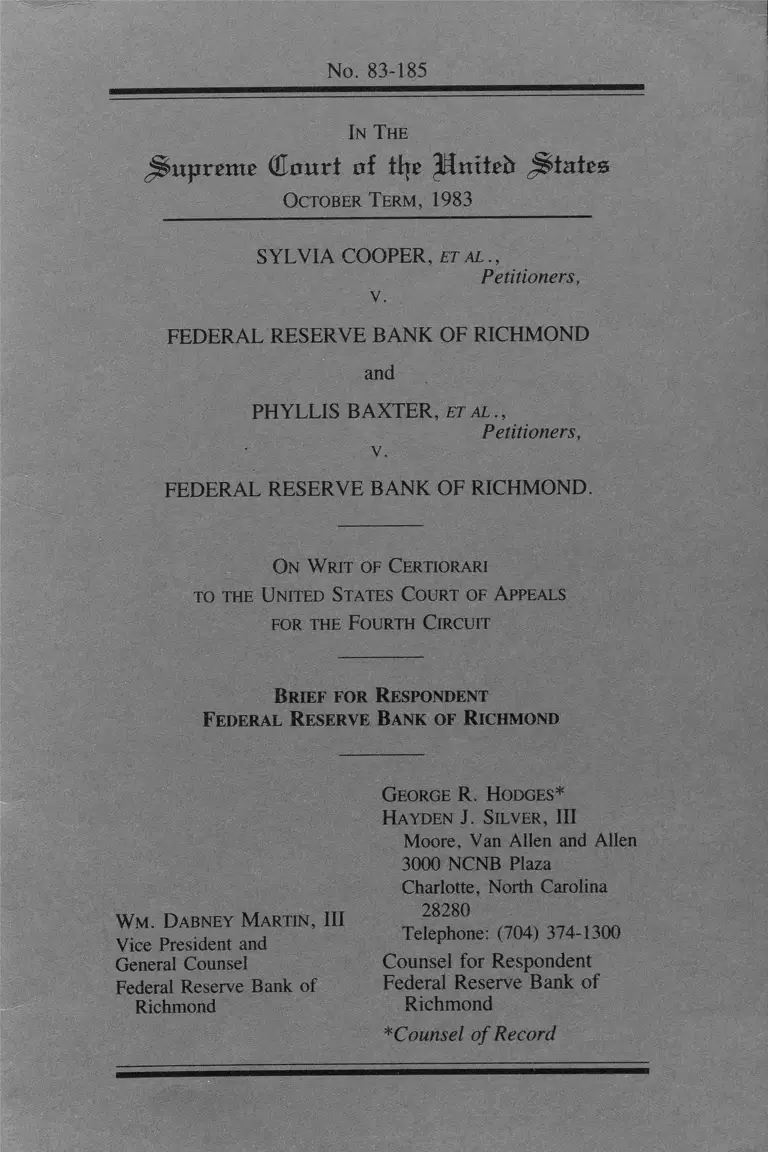 No. 83-185
IN THE
Supreme Court of the United States
OCTOBER TERM, 1983
SYLVIA COOPER, ET AL.,
Petitioners,
v.
FEDERAL RESERVE BANK OF RICHMOND
and
PHYLLIS BAXTER, ET AL.,
Petitioners,
v.
FEDERAL RESERVE BANK OF RICHMOND.
ON WRIT OF CERTIORARI
TO THE UNITED STATES COURT OF APPEALS
FOR THE FOURTH CIRCUIT
BRIEF FOR RESPONDENT
FEDERAL RESERVE BANK OF RICHMOND
GEORGE R. HODGES*
HAYDEN J. SILVER, III
Moore, Van Allen and Allen
3000 NCNB Plaza
Charlotte, North Carolina
28280
Telephone: (704) 374-1300
Counsel for Respondent
Federal Reserve Bank of
Richmond
*Counsel of Record
WM. DABNEY MARTIN, III
Vice President and
General Counsel
Federal Reserve Bank of
Richmond